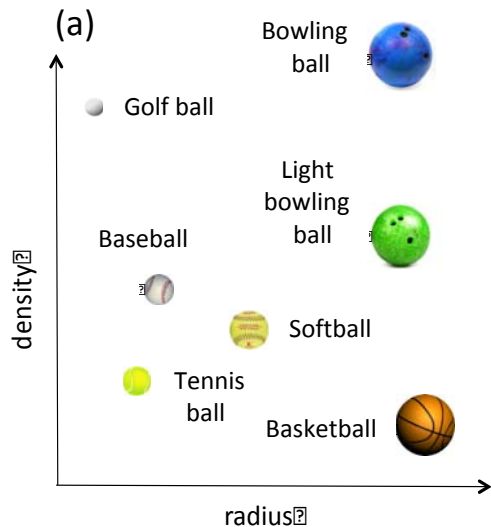 (a)
Bowling
ball
Golf ball
Light
bowling
ball
Baseball
Softball
Tennis
ball
Basketball
density
radius